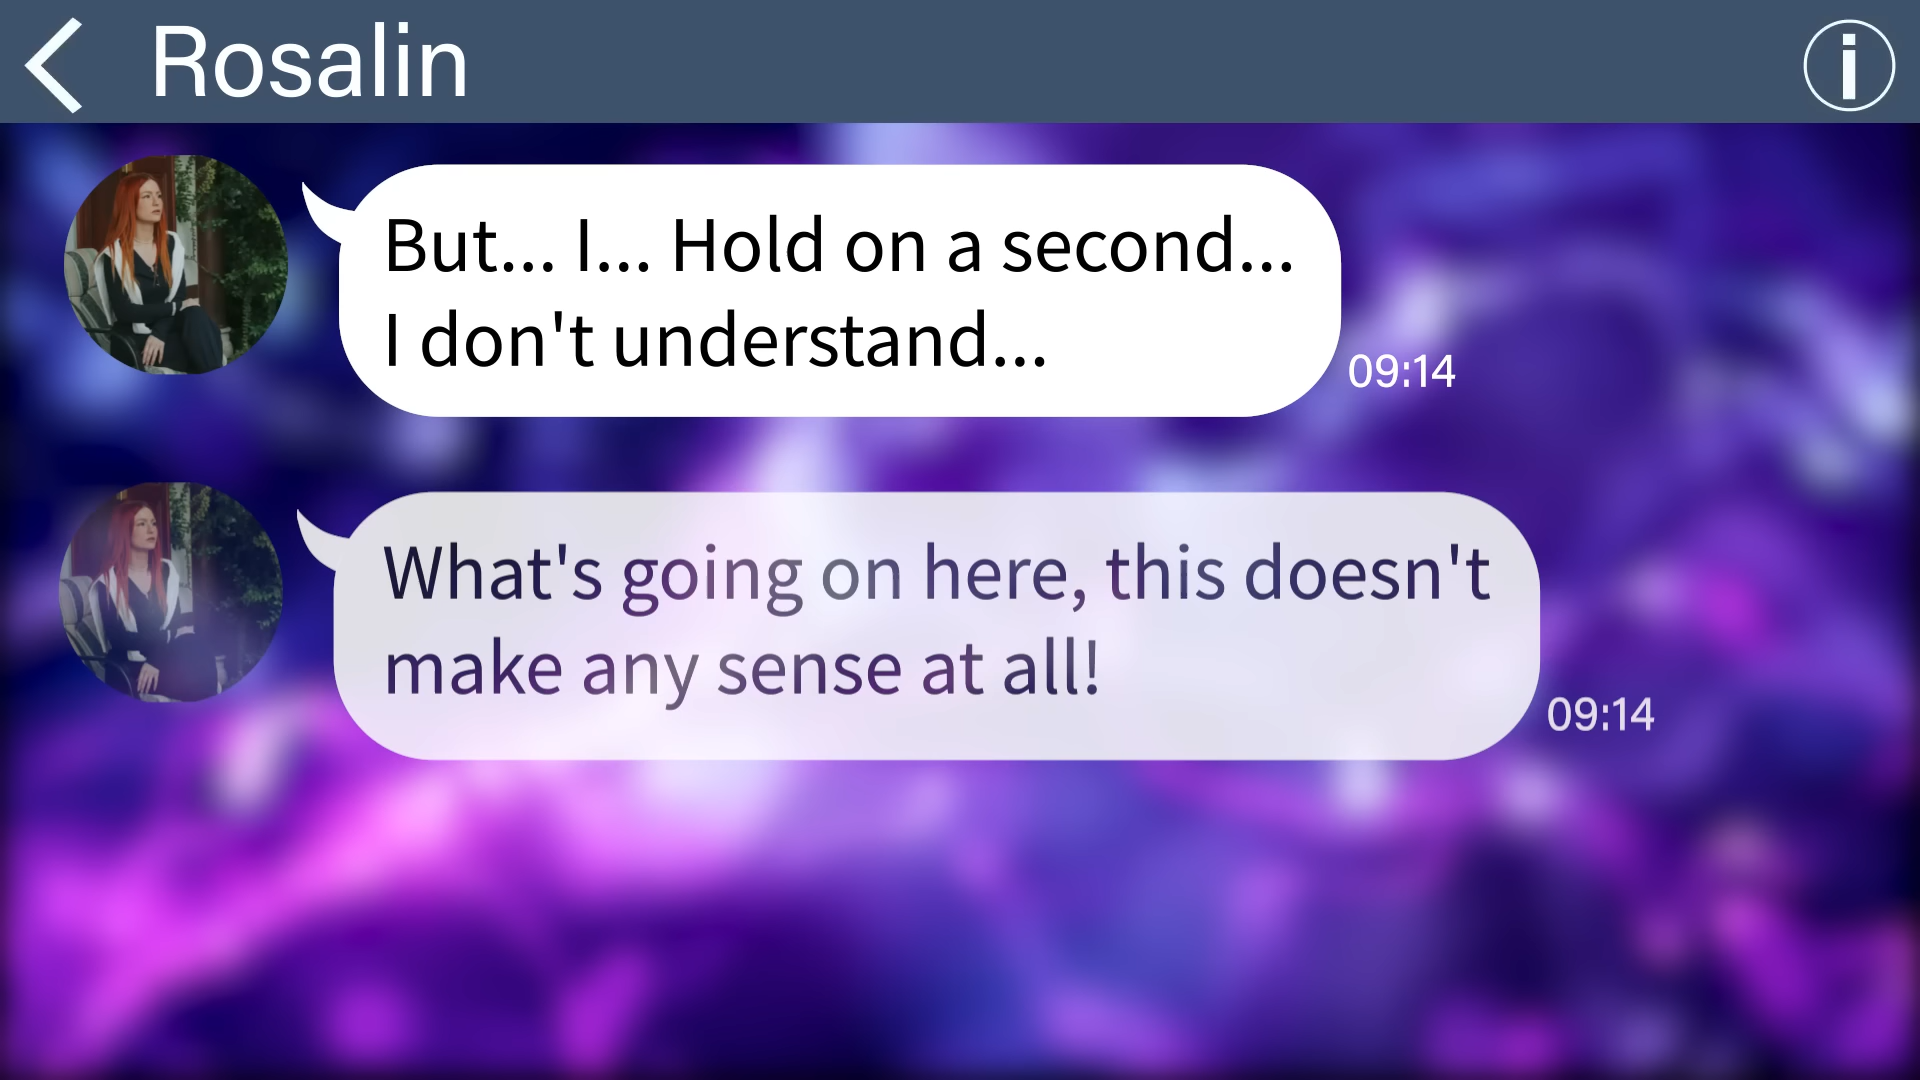 Rosalin
But... I... Hold on a second...
I don't understand...
09:14
What's going on here, this doesn't
make any sense at all!
09:14